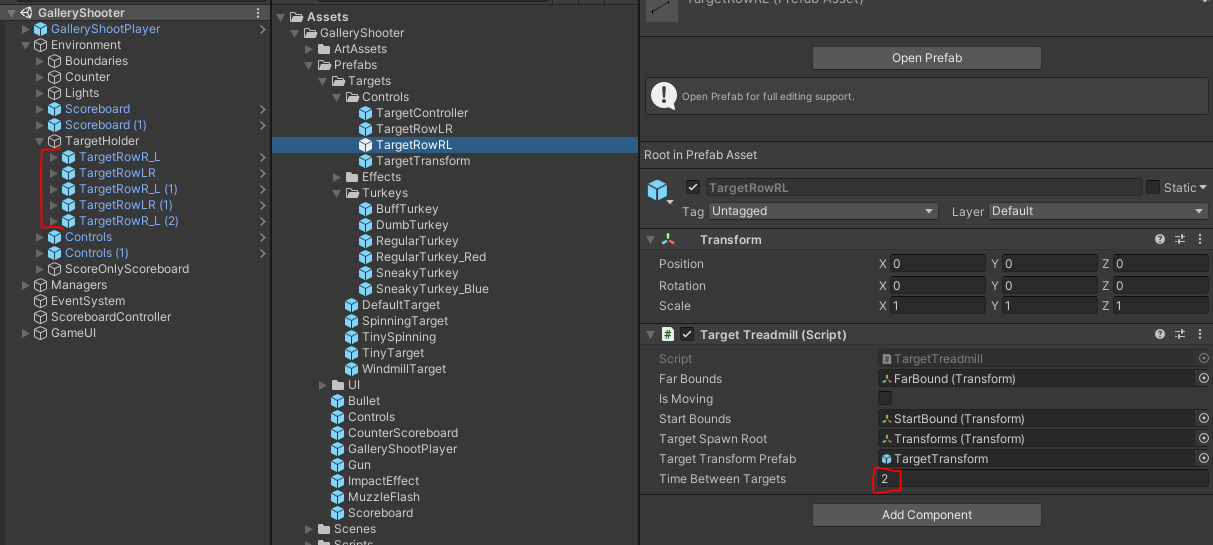 GalleryShooter
GalleryShootPlayer
Environment
Boundaries
Counter
Lights
Scoreboard
Scoreboard (1)
TargetHolder
TargetRowR_L
TargetRowLR
TargetRowR_L (1)
TargetRowLR (1)
TargetRowR_L (2)
Controls
Controls (1)
ScoreOnlyScoreboard
Managers
EventSystem
ScoreboardController
GameUI
Assets
GalleryShooter
ArtAssets
Prefabs
Targets
Controls
TargetController
TargetRowLR
TargetRowRL
TargetTransform
Effects
Turkeys
BuffTurkey
DumbTurkey
RegularTurkey
RegularTurkey_Red
SneakyTurkey
SneakyTurkey_Blue
DefaultTarget
SpinningTarget
TinySpinning
TinyTarget
WindmillTarget
UI
Bullet
Controls
CounterScoreboard
GalleryShootPlayer
Gun
ImpactEffect
MuzzleFlash
Scoreboard
Scenes
Scripts
TargetRowRL (Prefab Asset)
Open Prefab
Open Prefab for full editing support.
Root in Prefab Asset
TargetRowRL Static
Tag Untagged Layer Default
Transform
Position X 0 Y 0 Z 0
Rotation X 0 Y 0 Z 0
Scale X 1 Y 1 Z 1
# Target Treadmill (Script)
Script TargetTreadmill
Far Bounds FarBound (Transform)
Is Moving
Start Bounds StartBound (Transform)
Target Spawn Root Transforms (Transform)
Target Transform Prefab TargetTransform
Time Between Targets 2
Add Component